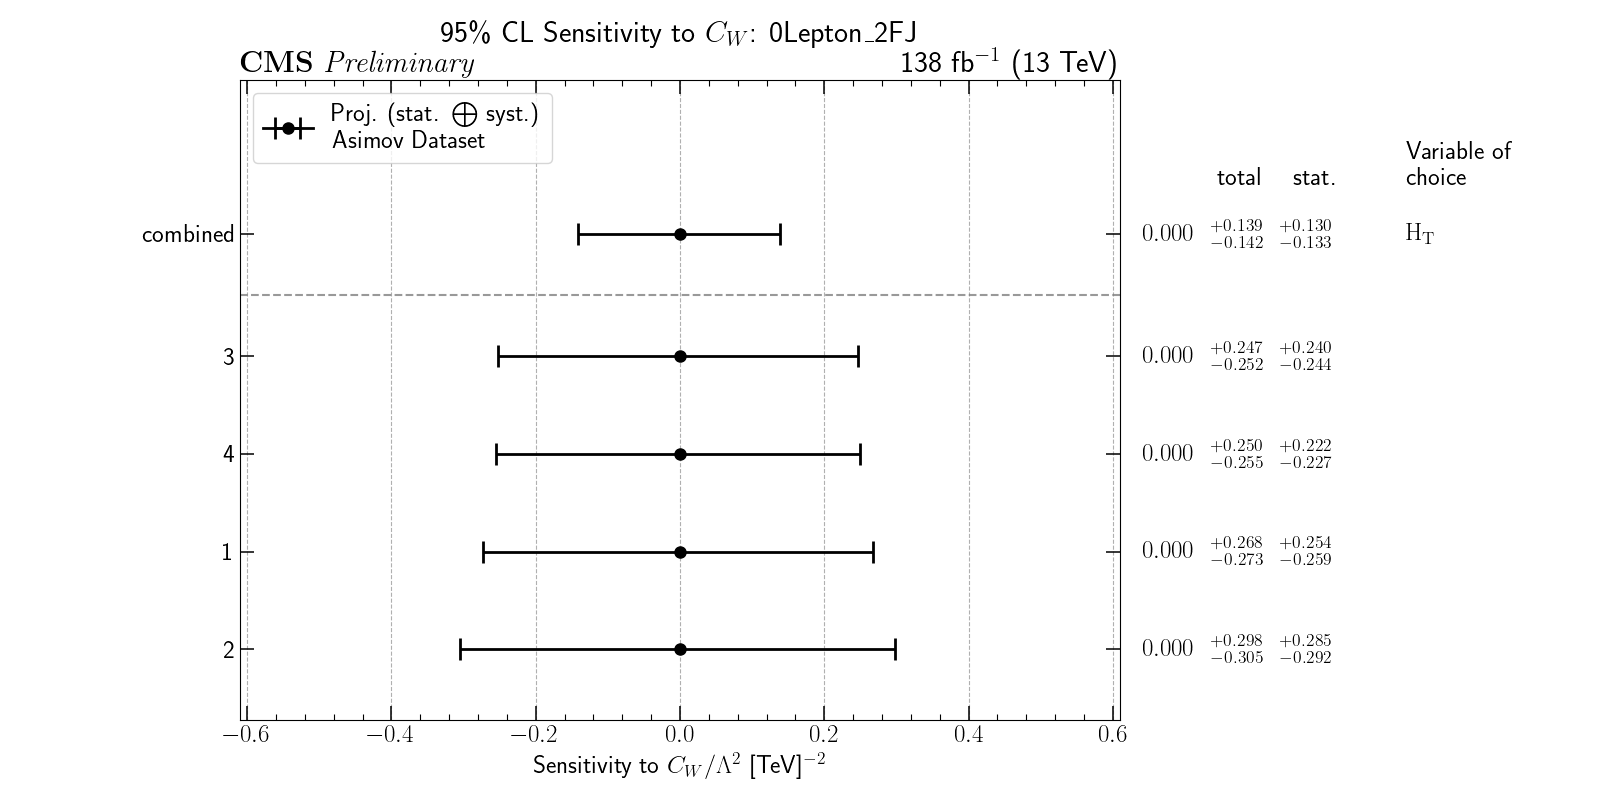 95% CL Sensitivity to C_W: 0Lepton_2FJ
CMS Preliminary
138 fb⁻¹ (13 TeV)
Proj. (stat. ⨁ syst.)
Asimov Dataset
Variable of
choice
total stat.
combined 0.000 +0.139 −0.142 +0.130 −0.133 H_T
3 0.000 +0.247 −0.252 +0.240 −0.244
4 0.000 +0.250 −0.255 +0.222 −0.227
1 0.000 +0.268 −0.273 +0.254 −0.259
2 0.000 +0.298 −0.305 +0.285 −0.292
−0.6 −0.4 −0.2 0.0 0.2 0.4 0.6
Sensitivity to C_W/Λ² [TeV]⁻²